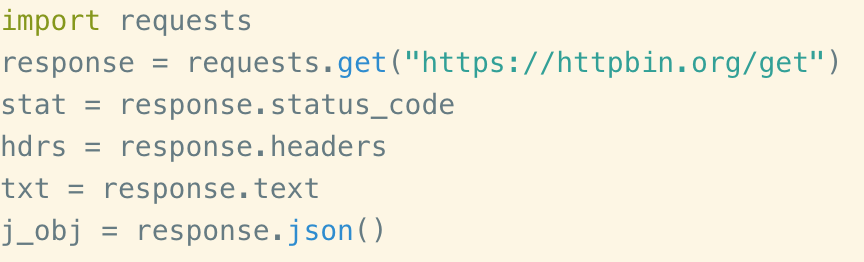 import requests
response = requests.get("https://httpbin.org/get")
stat = response.status_code
hdrs = response.headers
txt = response.text
j_obj = response.json()